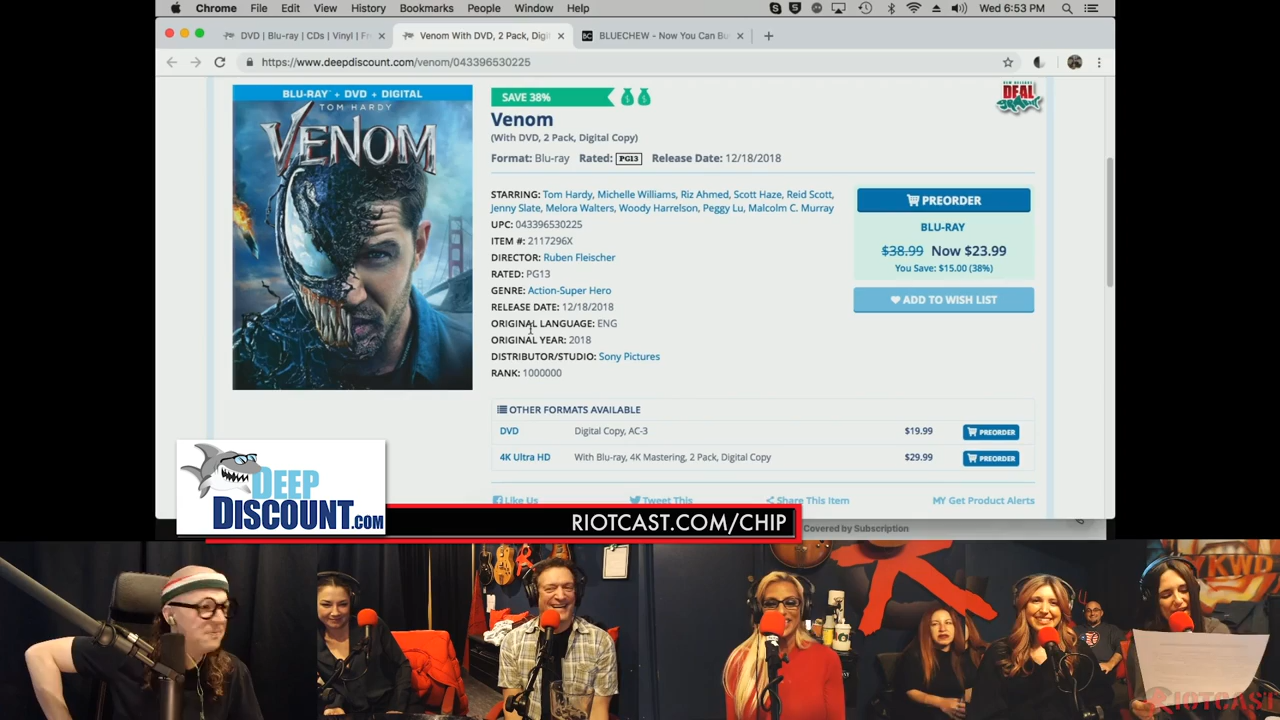 Chrome File Edit View History Bookmarks People Window Help
Wed 6:53 PM
DVD | Blu-ray | CDs | Vinyl | Fr
Venom With DVD, 2 Pack, Digi
BC BLUECHEW - Now You Can Bu
https://www.deepdiscount.com/venom/043396530225
BLU-RAY + DVD + DIGITAL
TOM HARDY
VENOM
SAVE 38%
DEAL
Venom
(With DVD, 2 Pack, Digital Copy)
Format: Blu-ray Rated: PG13 Release Date: 12/18/2018
STARRING: Tom Hardy, Michelle Williams, Riz Ahmed, Scott Haze, Reid Scott,
Jenny Slate, Melora Walters, Woody Harrelson, Peggy Lu, Malcolm C. Murray
UPC: 043396530225
ITEM #: 2117296X
DIRECTOR: Ruben Fleischer
RATED: PG13
GENRE: Action-Super Hero
RELEASE DATE: 12/18/2018
ORIGINAL LANGUAGE: ENG
ORIGINAL YEAR: 2018
DISTRIBUTOR/STUDIO: Sony Pictures
RANK: 1000000
PREORDER
BLU-RAY
$38.99 Now $23.99
You Save: $15.00 (38%)
ADD TO WISH LIST
OTHER FORMATS AVAILABLE
DVD Digital Copy, AC-3 $19.99 PREORDER
4K Ultra HD With Blu-ray, 4K Mastering, 2 Pack, Digital Copy $29.99 PREORDER
Like Us Tweet This Share This Item MY Get Product Alerts
Covered by Subscription
DEEP
DISCOUNT.COM
RIOTCAST.COM/CHIP
KWD
RIOTCAST